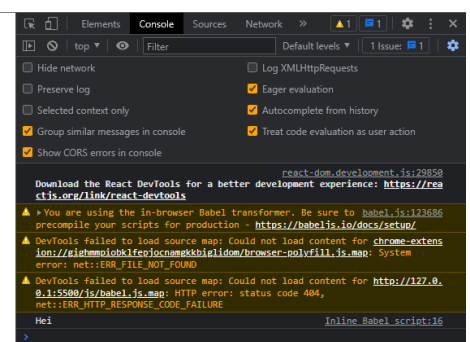 Elements Console Sources Network » 1 1
top ▼ Filter Default levels ▼ 1 Issue: 1
Hide network Log XMLHttpRequests
Preserve log Eager evaluation
Selected context only Autocomplete from history
Group similar messages in console Treat code evaluation as user action
Show CORS errors in console
react-dom.development.js:29850
Download the React DevTools for a better development experience: https://rea
ctjs.org/link/react-devtools
You are using the in-browser Babel transformer. Be sure to babel.js:123686
precompile your scripts for production - https://babeljs.io/docs/setup/
DevTools failed to load source map: Could not load content for chrome-extens
ion://gighmmpiobklfepjocnamgkkbiglidom/browser-polyfill.js.map: System
error: net::ERR_FILE_NOT_FOUND
DevTools failed to load source map: Could not load content for http://127.0.
0.1:5500/js/babel.js.map: HTTP error: status code 404,
net::ERR_HTTP_RESPONSE_CODE_FAILURE
Hei Inline Babel script:16